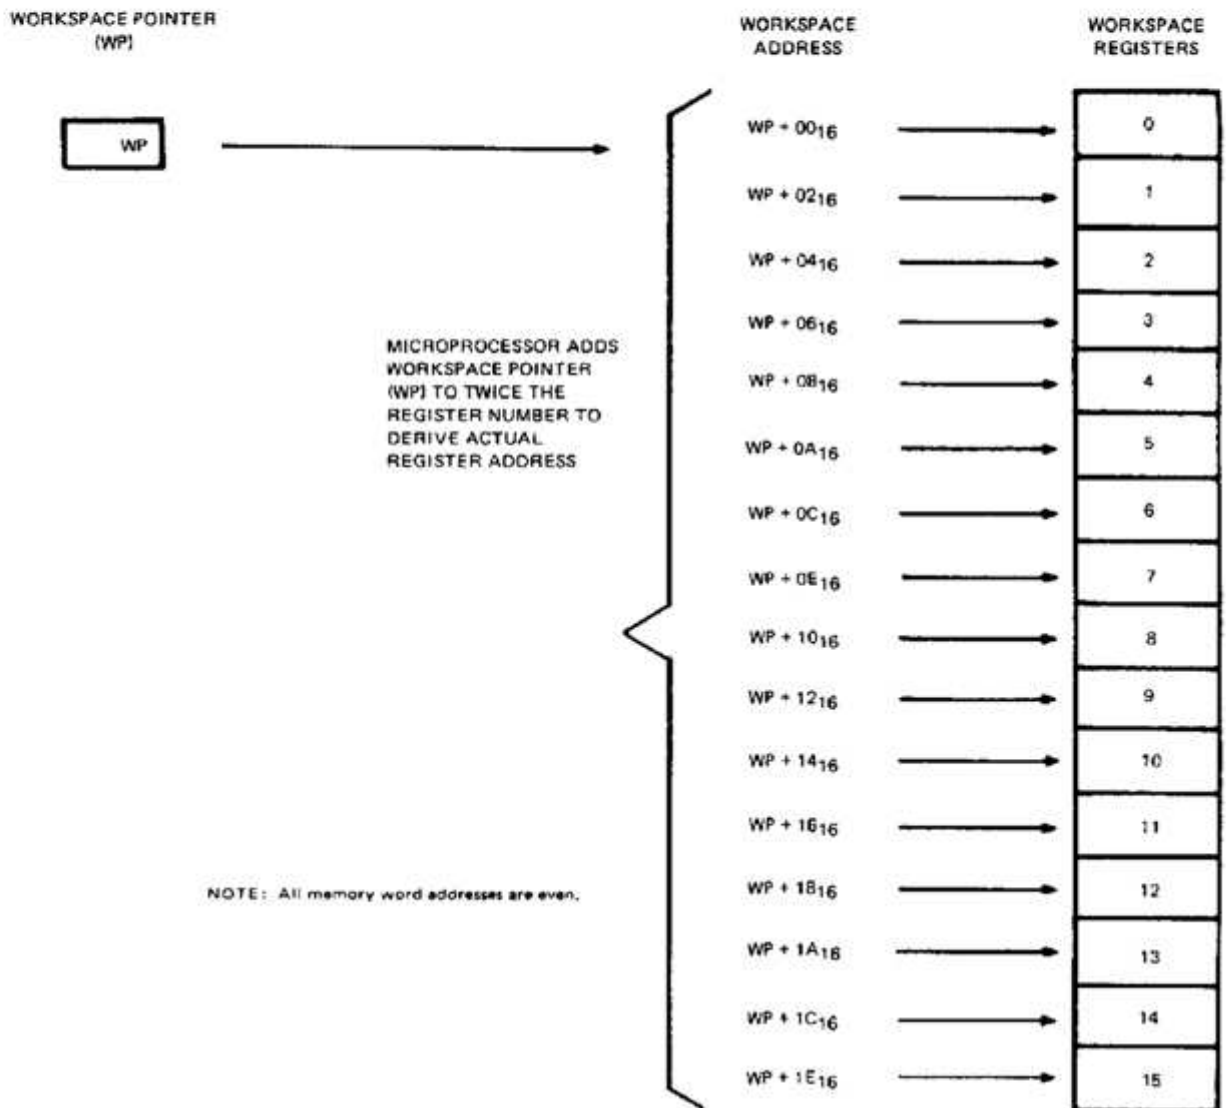 WORKSPACE POINTER
(WP)
WORKSPACE
ADDRESS
WORKSPACE
REGISTERS
WP
WP + 00₁₆
0
WP + 02₁₆
1
WP + 04₁₆
2
WP + 06₁₆
3
MICROPROCESSOR ADDS
WORKSPACE POINTER
(WP) TO TWICE THE
REGISTER NUMBER TO
DERIVE ACTUAL
REGISTER ADDRESS
WP + 08₁₆
4
WP + 0A₁₆
5
WP + 0C₁₆
6
WP + 0E₁₆
7
WP + 10₁₆
8
WP + 12₁₆
9
WP + 14₁₆
10
WP + 16₁₆
11
NOTE: All memory word addresses are even.
WP + 18₁₆
12
WP + 1A₁₆
13
WP + 1C₁₆
14
WP + 1E₁₆
15